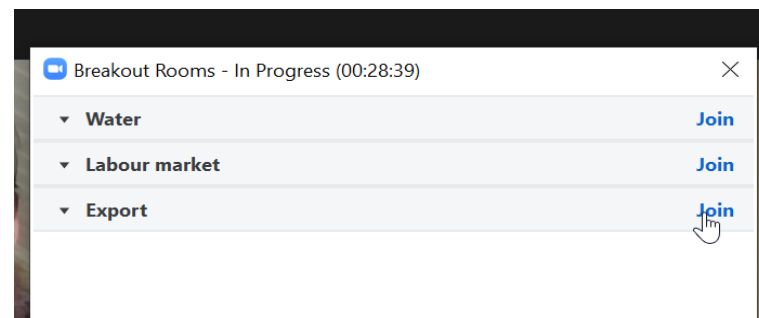 Breakout Rooms - In Progress (00:28:39)
Water Join
Labour market Join
Export Join